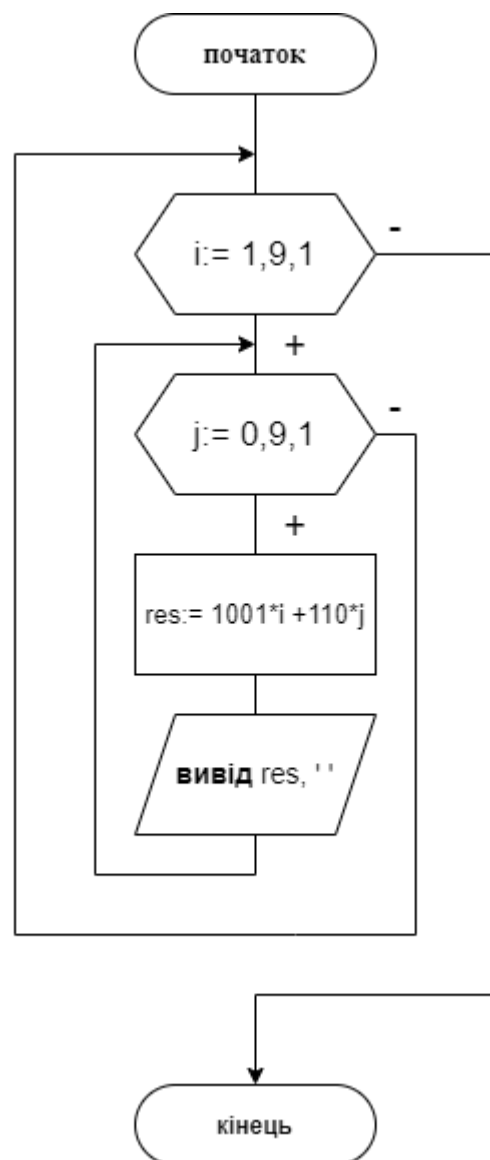 початок
i:= 1,9,1
-
+
j:= 0,9,1
-
+
res:= 1001*i +110*j
вивід res, ' '
кінець